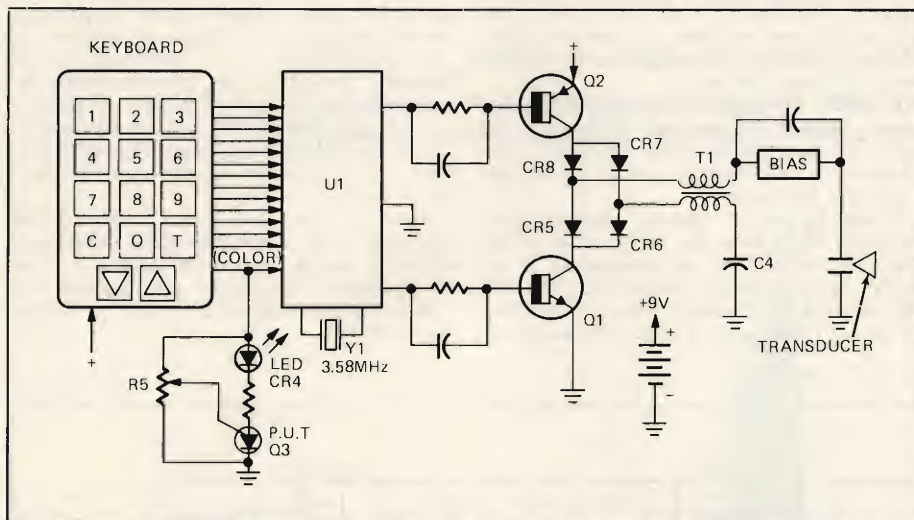 KEYBOARD
1 2 3
4 5 6
7 8 9
C O T
(COLOR)
+
U1
Y1
3.58MHz
R5
LED
CR4
P.U.T
Q3
+
Q2
CR8
CR7
CR5
CR6
Q1
T1
BIAS
C4
+9V
+
-
TRANSDUCER